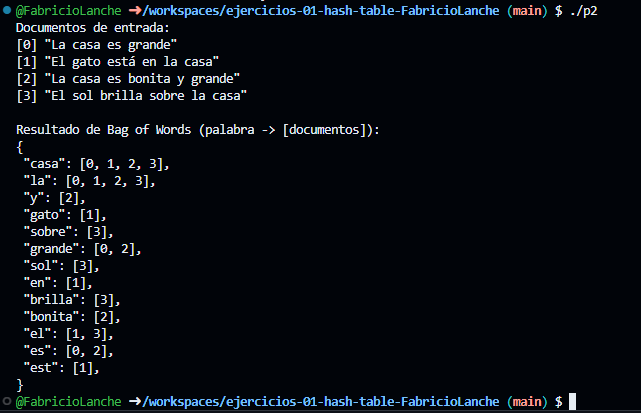 @FabricioLanche ➜/workspaces/ejercicios-01-hash-table-FabricioLanche (main) $ ./p2
Documentos de entrada:
[0] "La casa es grande"
[1] "El gato está en la casa"
[2] "La casa es bonita y grande"
[3] "El sol brilla sobre la casa"
Resultado de Bag of Words (palabra -> [documentos]):
{
"casa": [0, 1, 2, 3],
"la": [0, 1, 2, 3],
"y": [2],
"gato": [1],
"sobre": [3],
"grande": [0, 2],
"sol": [3],
"en": [1],
"brilla": [3],
"bonita": [2],
"el": [1, 3],
"es": [0, 2],
"est": [1],
}
@FabricioLanche ➜/workspaces/ejercicios-01-hash-table-FabricioLanche (main) $